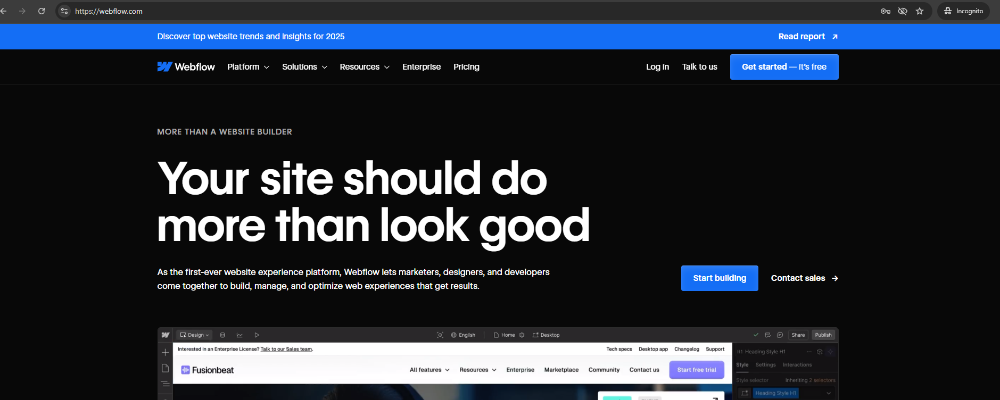 https://webflow.com
Incognito
Discover top website trends and insights for 2025
Read report
Webflow
Platform
Solutions
Resources
Enterprise
Pricing
Log in
Talk to us
Get started — it's free
MORE THAN A WEBSITE BUILDER
Your site should do
more than look good
As the first-ever website experience platform, Webflow lets marketers, designers, and developers
come together to build, manage, and optimize web experiences that get results.
Start building
Contact sales
Design
English
Home
Desktop
Share
Publish
Interested in an Enterprise License? Talk to our Sales team.
Tech specs
Desktop app
Changelog
Support
H1 Heading Style H1
Fusionbeat
All features
Resources
Enterprise
Marketplace
Community
Contact us
Start free trial
Style
Settings
Interactions
Style selector
Inheriting 2 selectors
Heading Style H1